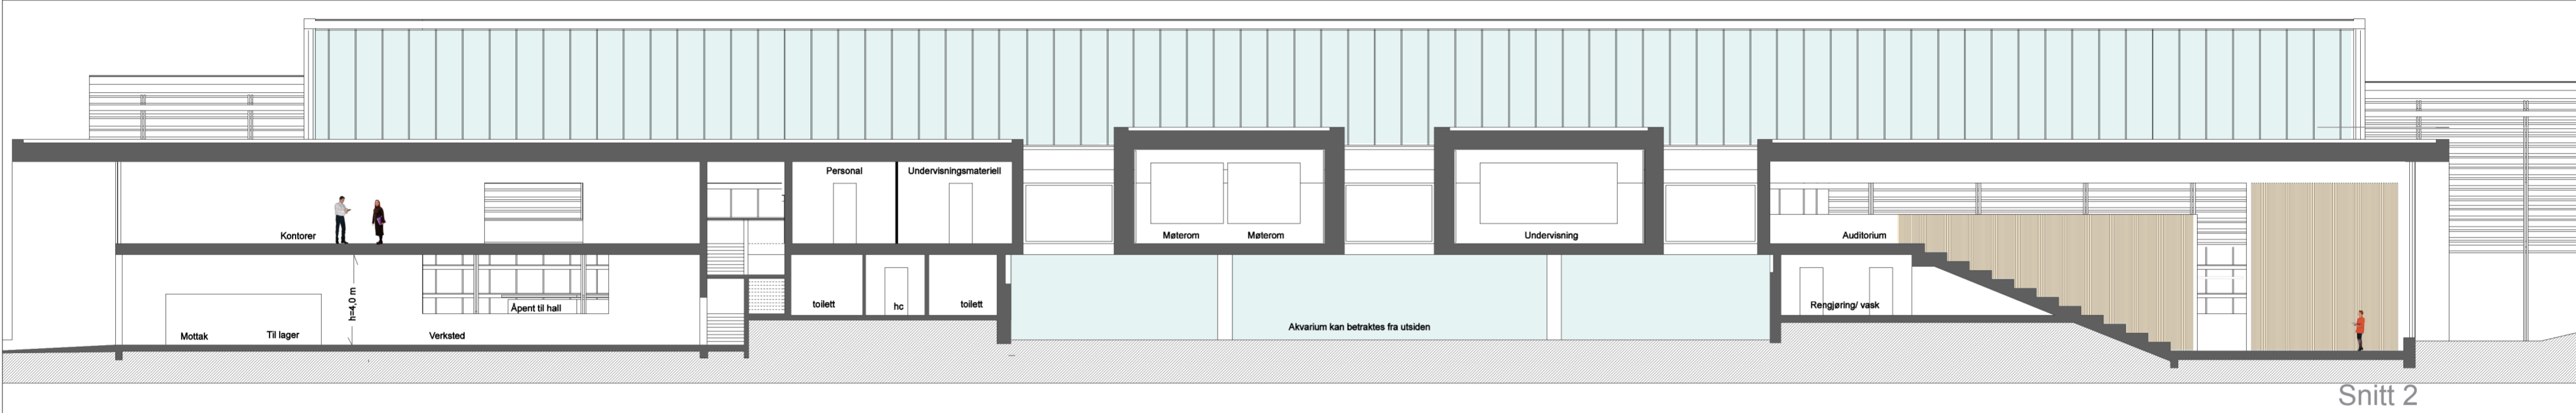 Personal
Undervisningsmateriell
Kontorer
Møterom
Møterom
Undervisning
Auditorium
h=4,0 m
Åpent til hall
toilett
hc
toilett
Rengjøring/ vask
Mottak
Til lager
Verksted
Akvarium kan betraktes fra utsiden
Snitt 2